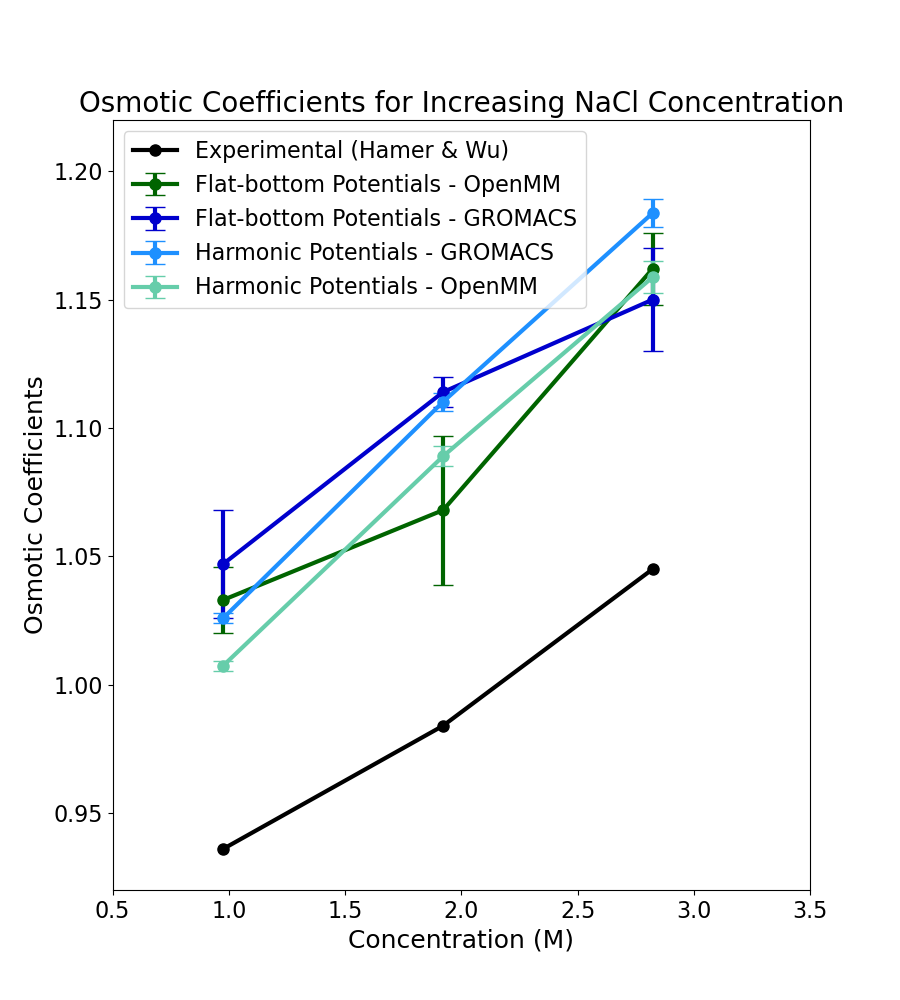 Osmotic Coefficients for Increasing NaCl Concentration
Experimental (Hamer & Wu)
Flat-bottom Potentials - OpenMM
Flat-bottom Potentials - GROMACS
Harmonic Potentials - GROMACS
Harmonic Potentials - OpenMM
Osmotic Coefficients
1.20
1.15
1.10
1.05
1.00
0.95
0.5 1.0 1.5 2.0 2.5 3.0 3.5
Concentration (M)